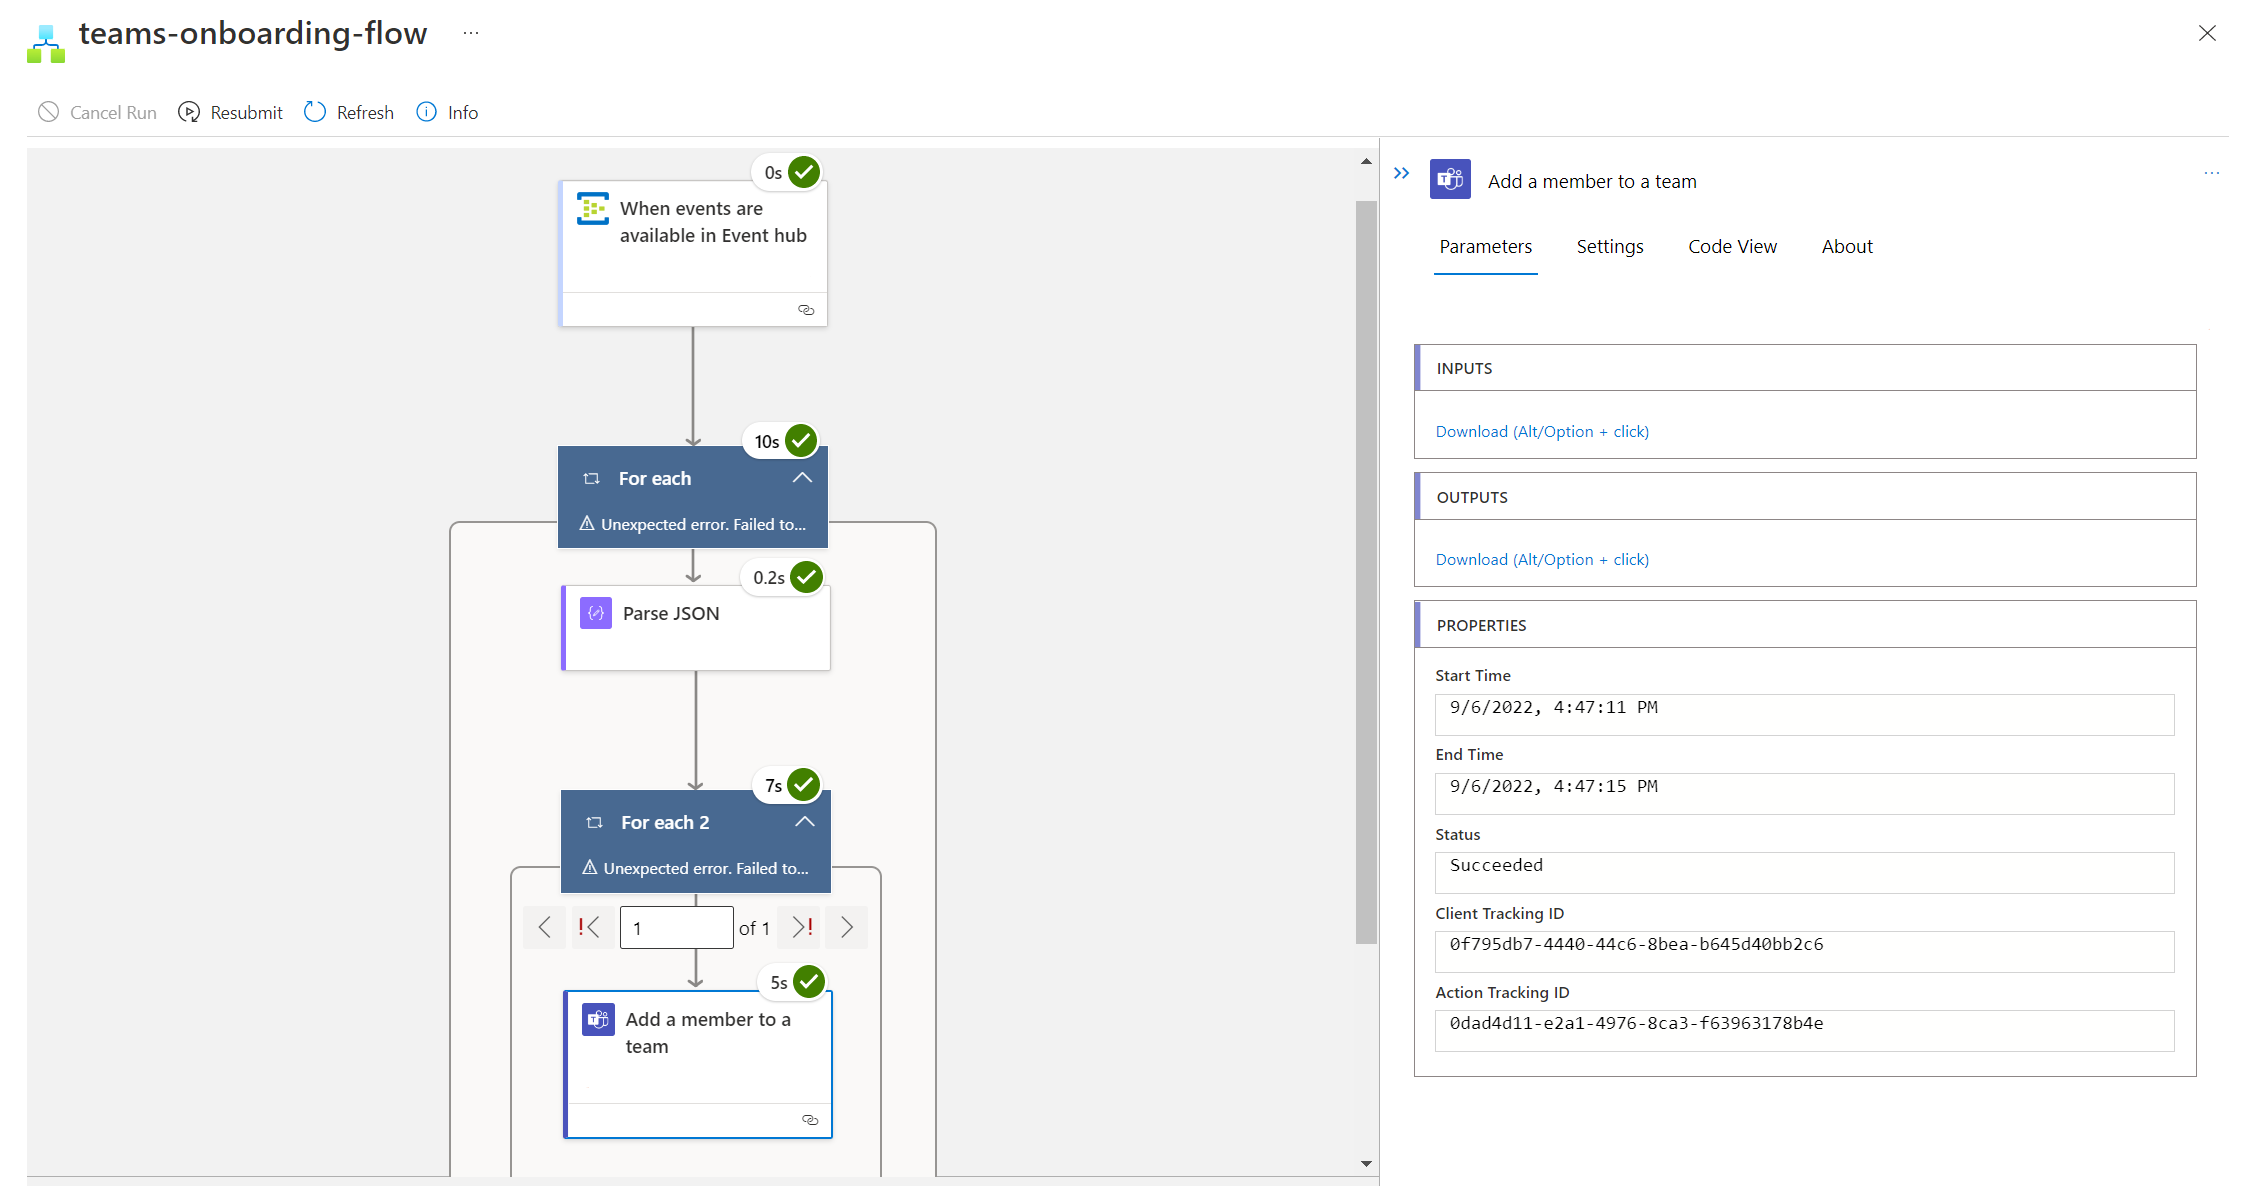 teams-onboarding-flow ...
Cancel Run Resubmit Refresh Info
0s
When events are
available in Event hub
10s
For each
Unexpected error. Failed to...
0.2s
Parse JSON
7s
For each 2
Unexpected error. Failed to...
1 of 1
5s
Add a member to a
team
Add a member to a team ...
Parameters Settings Code View About
INPUTS
Download (Alt/Option + click)
OUTPUTS
Download (Alt/Option + click)
PROPERTIES
Start Time
9/6/2022, 4:47:11 PM
End Time
9/6/2022, 4:47:15 PM
Status
Succeeded
Client Tracking ID
0f795db7-4440-44c6-8bea-b645d40bb2c6
Action Tracking ID
0dad4d11-e2a1-4976-8ca3-f63963178b4e